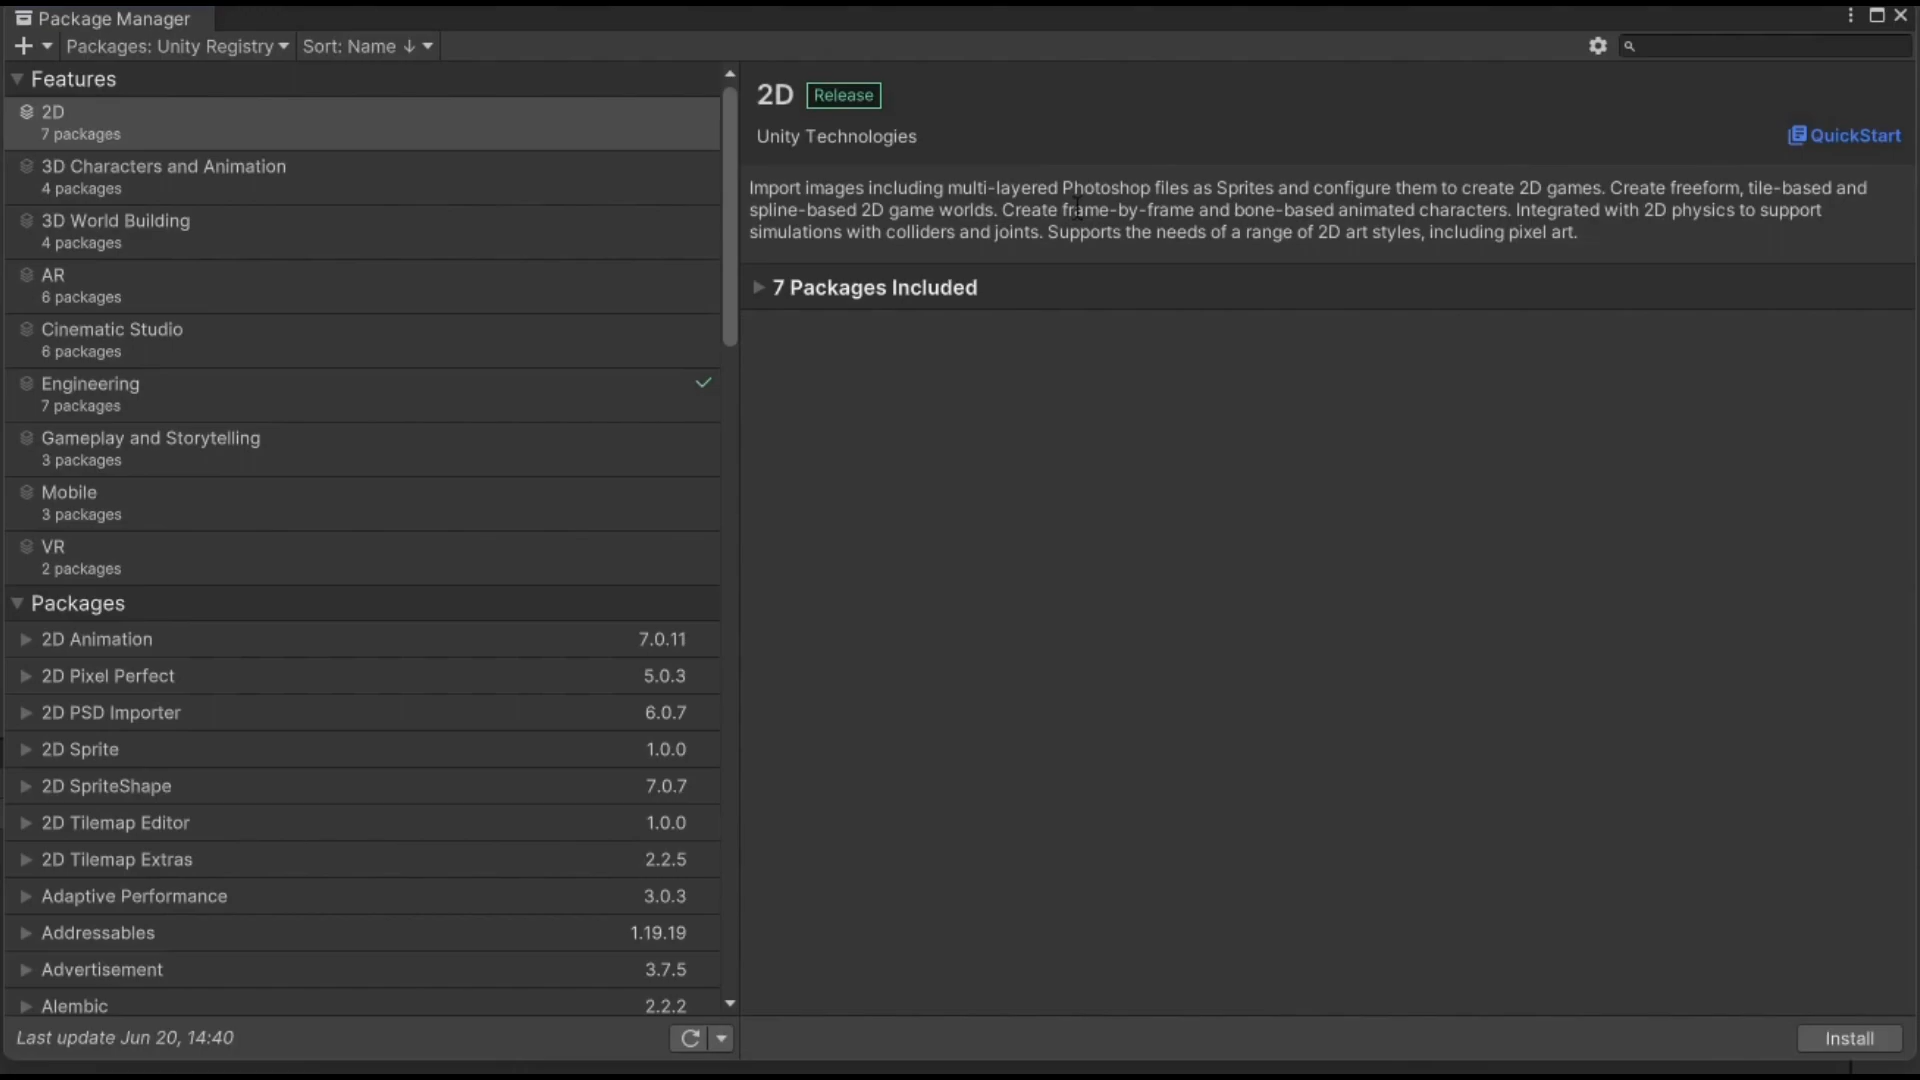 Package Manager
Packages: Unity Registry Sort: Name ↓
Features
2D
7 packages
3D Characters and Animation
4 packages
3D World Building
4 packages
AR
6 packages
Cinematic Studio
6 packages
Engineering
7 packages
Gameplay and Storytelling
3 packages
Mobile
3 packages
VR
2 packages
Packages
2D Animation 7.0.11
2D Pixel Perfect 5.0.3
2D PSD Importer 6.0.7
2D Sprite 1.0.0
2D SpriteShape 7.0.7
2D Tilemap Editor 1.0.0
2D Tilemap Extras 2.2.5
Adaptive Performance 3.0.3
Addressables 1.19.19
Advertisement 3.7.5
Alembic 2.2.2
Last update Jun 20, 14:40
2D Release
Unity Technologies
QuickStart
Import images including multi-layered Photoshop files as Sprites and configure them to create 2D games. Create freeform, tile-based and
spline-based 2D game worlds. Create frame-by-frame and bone-based animated characters. Integrated with 2D physics to support
simulations with colliders and joints. Supports the needs of a range of 2D art styles, including pixel art.
7 Packages Included
Install